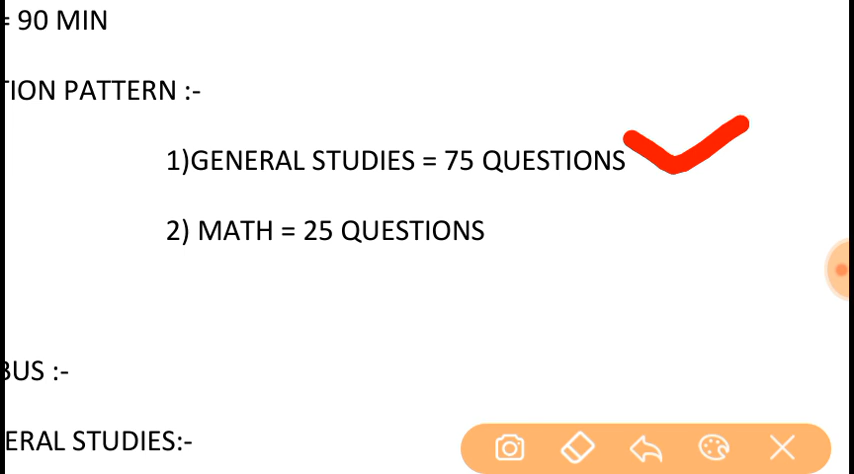 = 90 MIN
TION PATTERN :-
1)GENERAL STUDIES = 75 QUESTIONS
2) MATH = 25 QUESTIONS
BUS :-
ERAL STUDIES:-